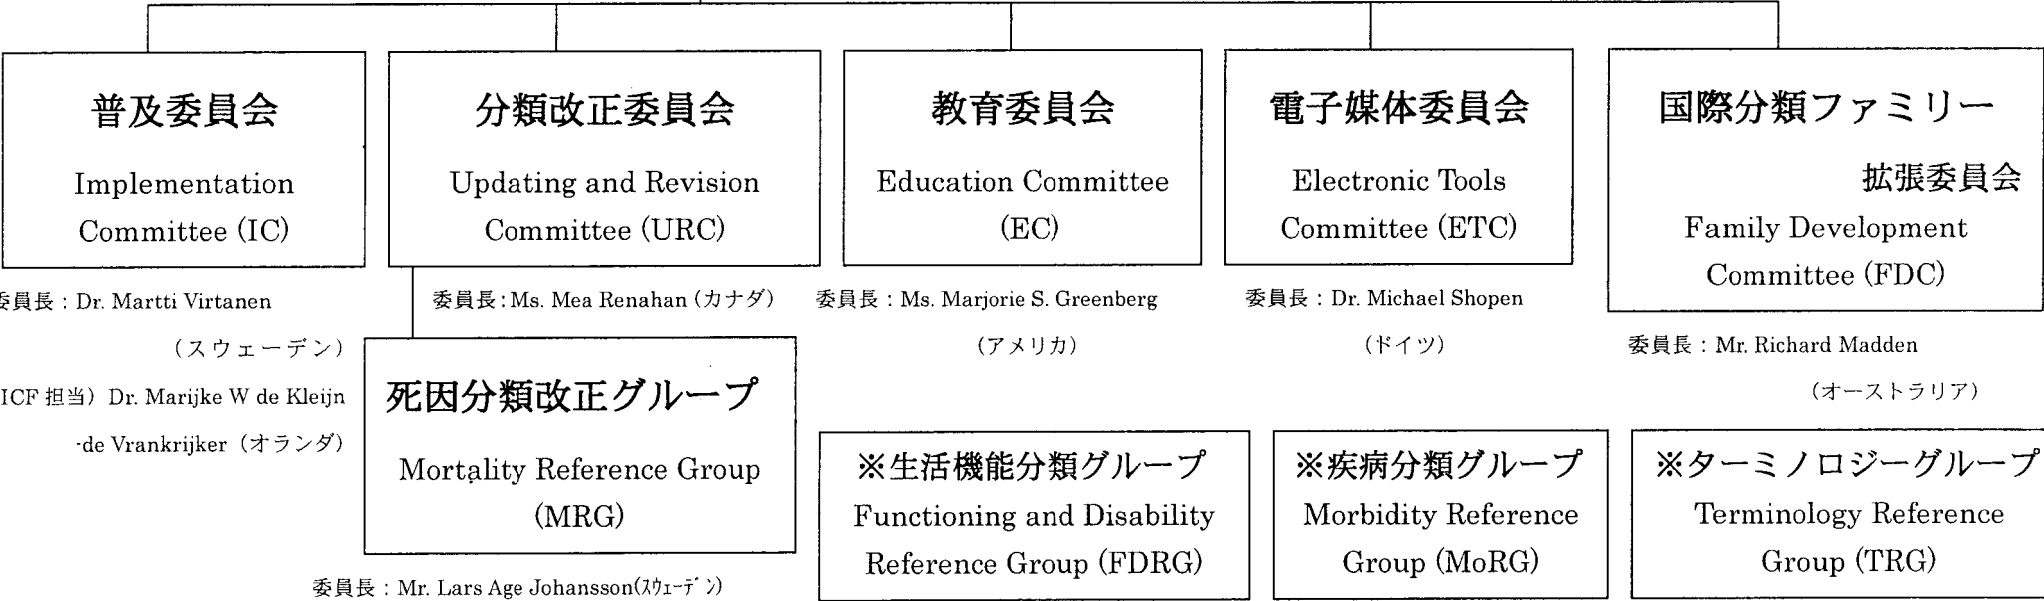 普及委員会
Implementation
Committee (IC)
委員長：Dr. Martti Virtanen
（スウェーデン）
ICF 担当）Dr. Marijke W de Kleijn
-de Vrankrijker（オランダ）
分類改正委員会
Updating and Revision
Committee (URC)
委員長：Ms. Mea Renahan（カナダ）
死因分類改正グループ
Mortality Reference Group
(MRG)
委員長：Mr. Lars Age Johansson(ｽｳｪｰﾃﾞﾝ)
教育委員会
Education Committee
(EC)
委員長：Ms. Marjorie S. Greenberg
（アメリカ）
電子媒体委員会
Electronic Tools
Committee (ETC)
委員長：Dr. Michael Shopen
（ドイツ）
国際分類ファミリー
拡張委員会
Family Development
Committee (FDC)
委員長：Mr. Richard Madden
（オーストラリア）
※生活機能分類グループ
Functioning and Disability
Reference Group (FDRG)
※疾病分類グループ
Morbidity Reference
Group (MoRG)
※ターミノロジーグループ
Terminology Reference
Group (TRG)